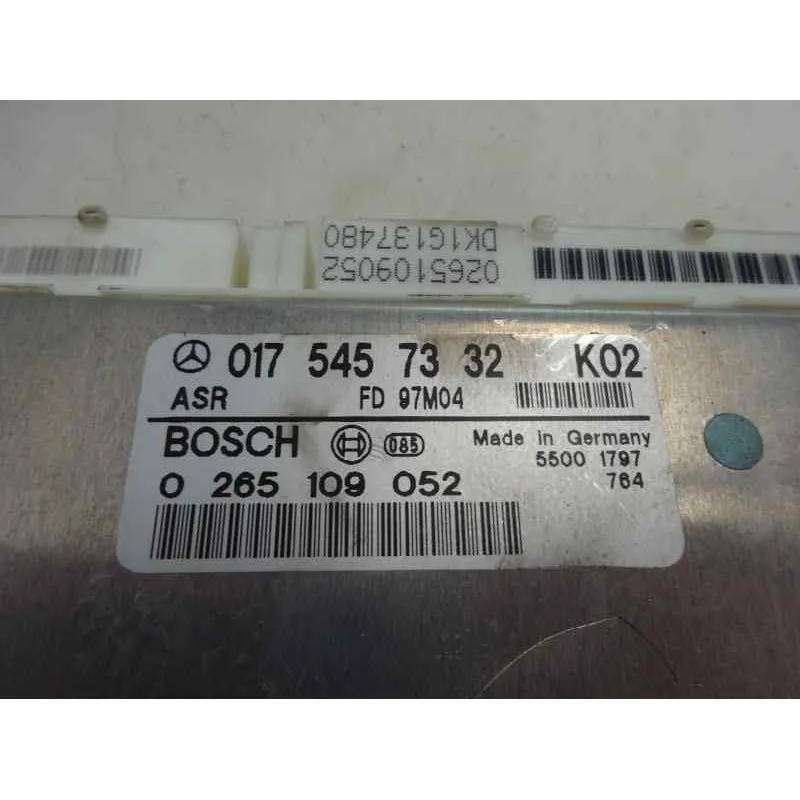 0265109052
DK1G137480
017 545 73 32 K02
ASR FD 97M04
BOSCH 085 Made in Germany
5500 1797
0 265 109 052 764